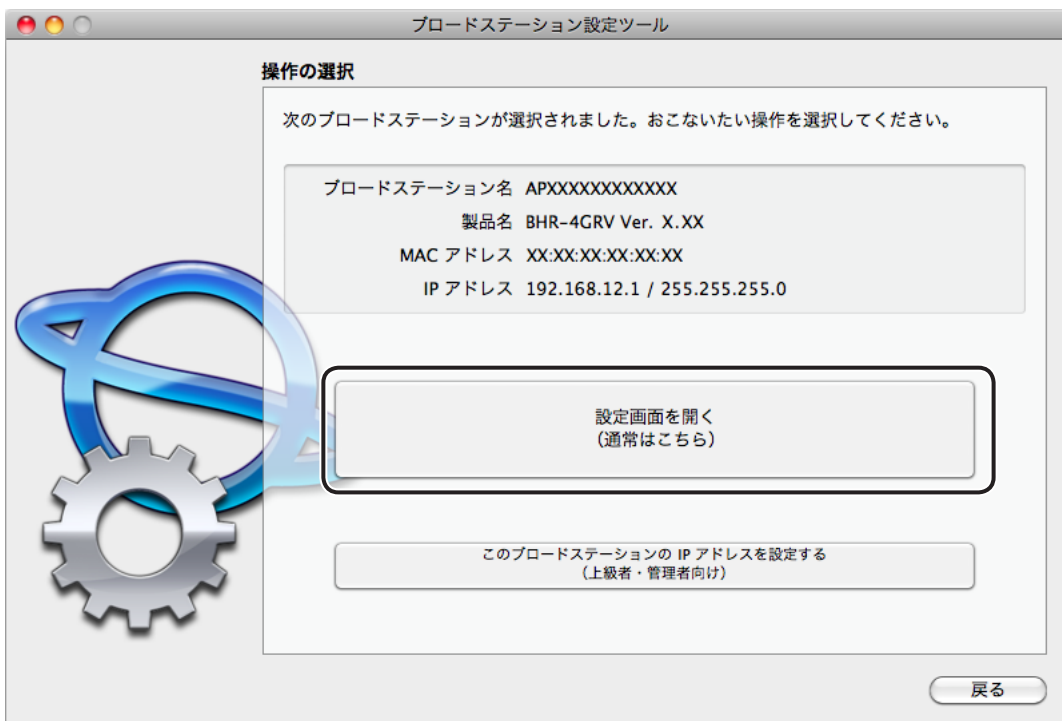 ブロードステーション設定ツール
操作の選択
次のブロードステーションが選択されました。おこないたい操作を選択してください。
ブロードステーション名 APXXXXXXXXXXXX
製品名 BHR-4GRV Ver. X.XX
MAC アドレス XX:XX:XX:XX:XX:XX
IP アドレス 192.168.12.1 / 255.255.255.0
設定画面を開く
（通常はこちら）
このブロードステーションの IP アドレスを設定する
（上級者・管理者向け）
戻る